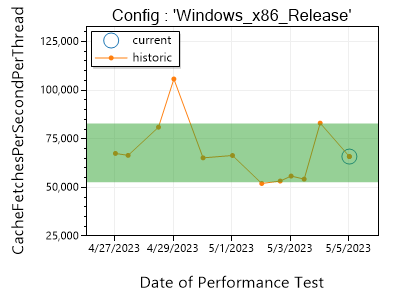 Config : 'Windows_x86_Release'
CacheFetchesPerSecondPerThread
125,000
100,000
75,000
50,000
25,000
current
historic
4/27/2023
4/29/2023
5/1/2023
5/3/2023
5/5/2023
Date of Performance Test